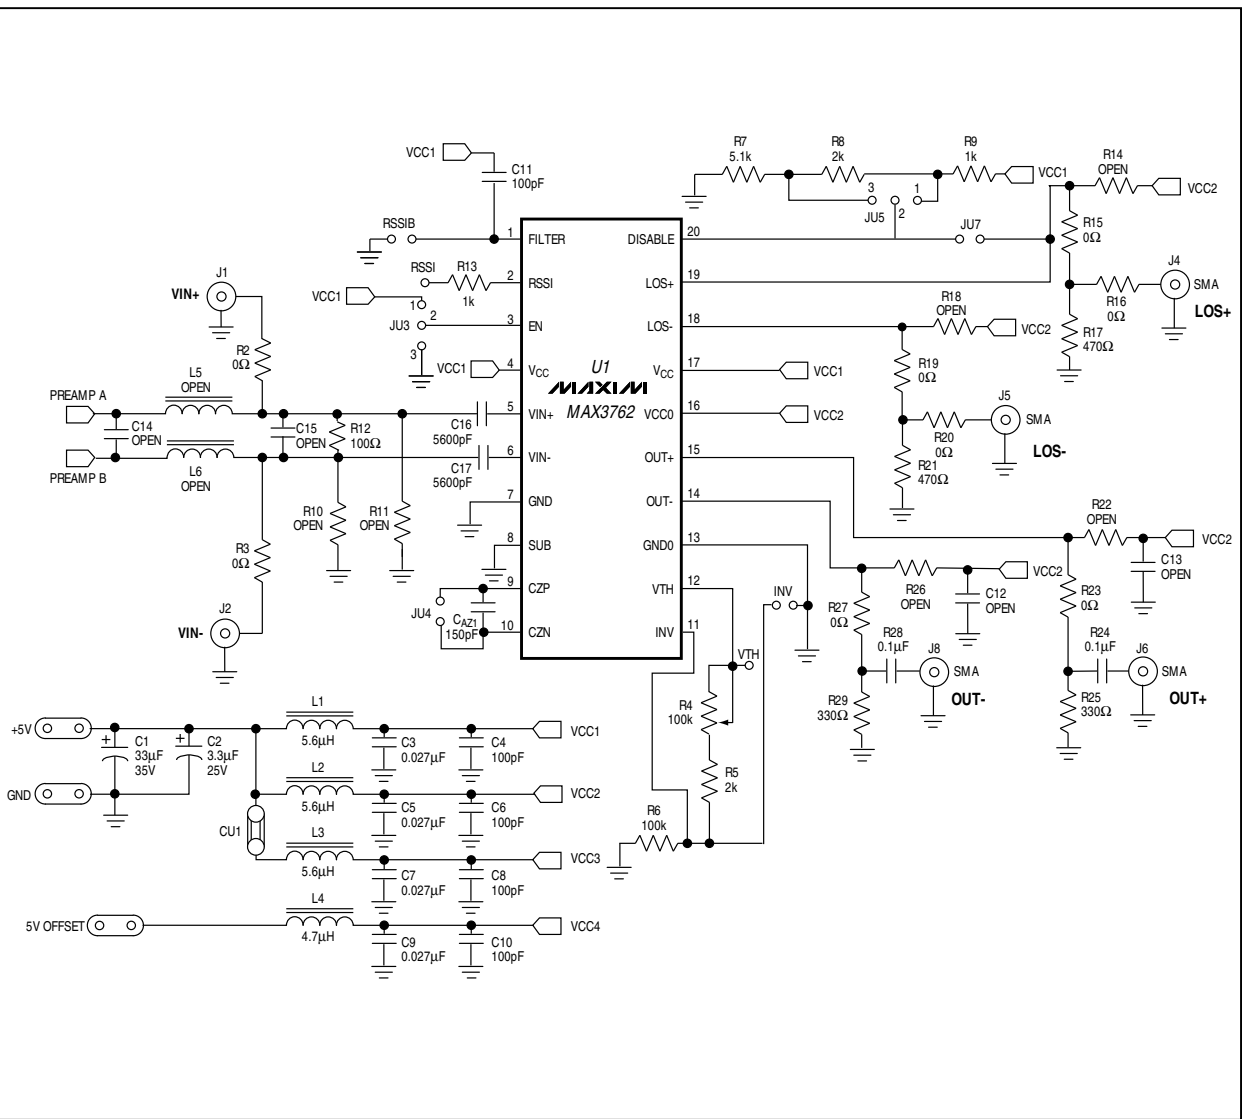 VCC1
C11
100pF
RSSIB
1
FILTER
RSSI
R13
1k
2
RSSI
VCC1
1
2
JU3
3
3
EN
VCC1
4
VCC
J1
VIN+
R2
0Ω
L5
OPEN
PREAMP A
C14
OPEN
C15
OPEN
R12
100Ω
C16
5600pF
5
VIN+
PREAMP B
L6
OPEN
C17
5600pF
6
VIN-
R10
OPEN
R11
OPEN
7
GND
8
SUB
R3
0Ω
J2
VIN-
JU4
CAZ1
150pF
9
CZP
10
CZN
U1
MAXIM
MAX3762
R7
5.1k
R8
2k
R9
1k
VCC1
3
1
JU5
2
JU7
DISABLE
20
LOS+
19
R14
OPEN
VCC2
R15
0Ω
R16
0Ω
J4
SMA
LOS+
R17
470Ω
LOS-
18
R18
OPEN
VCC2
R19
0Ω
R20
0Ω
J5
SMA
LOS-
R21
470Ω
VCC
17
VCC1
VCC0
16
VCC2
OUT+
15
OUT-
14
GND0
13
VTH
12
INV
11
R22
OPEN
VCC2
C13
OPEN
R23
0Ω
R24
0.1µF
J6
SMA
OUT+
R25
330Ω
R26
OPEN
VCC2
C12
OPEN
R27
0Ω
R28
0.1µF
J8
SMA
OUT-
R29
330Ω
INV
VTH
R4
100k
R5
2k
R6
100k
+5V
C1
33µF
35V
C2
3.3µF
25V
GND
L1
5.6µH
C3
0.027µF
C4
100pF
VCC1
L2
5.6µH
C5
0.027µF
C6
100pF
VCC2
CU1
L3
5.6µH
C7
0.027µF
C8
100pF
VCC3
5V OFFSET
L4
4.7µH
C9
0.027µF
C10
100pF
VCC4